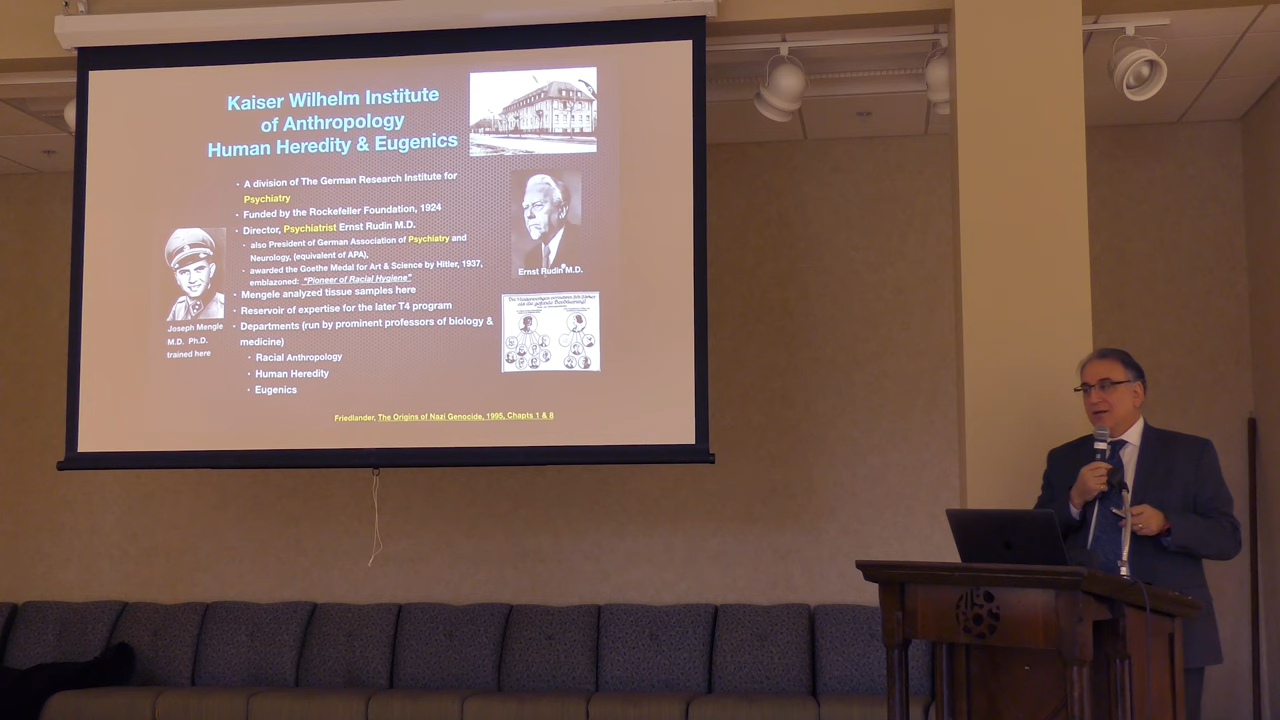 Kaiser Wilhelm Institute
of Anthropology
Human Heredity & Eugenics
· A division of The German Research Institute for
Psychiatry
· Funded by the Rockefeller Foundation, 1924
· Director, Psychiatrist Ernst Rudin M.D.
· also President of German Association of Psychiatry and
Neurology, (equivalent of APA),
· awarded the Goethe Medal for Art & Science by Hitler, 1937,
emblazoned: "Pioneer of Racial Hygiene"
· Mengele analyzed tissue samples here
· Reservoir of expertise for the later T4 program
· Departments (run by prominent professors of biology &
medicine)
· Racial Anthropology
· Human Heredity
· Eugenics
Joseph Mengle
M.D. Ph.D.
trained here
Ernst Rudin M.D.
Friedlander, The Origins of Nazi Genocide, 1995, Chapts 1 & 8